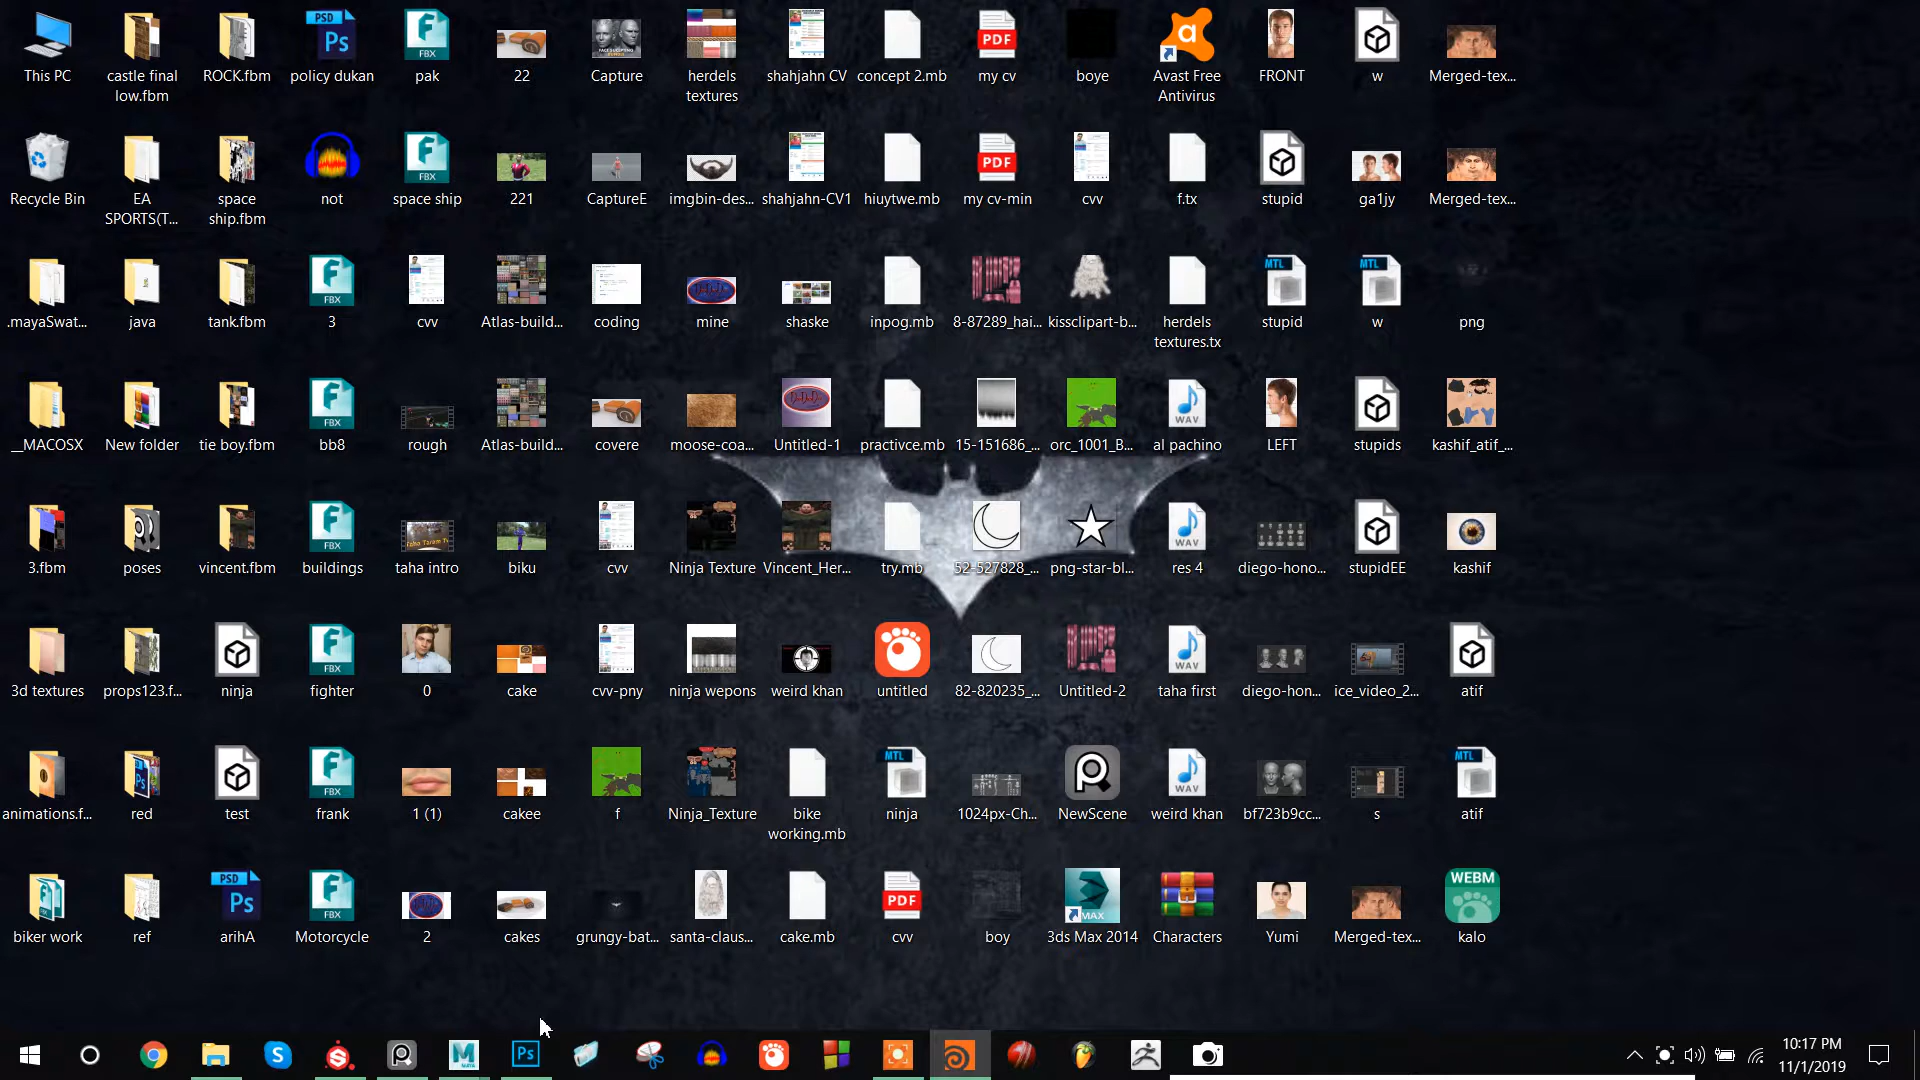 This PC
castle final
low.fbm
ROCK.fbm
policy dukan
pak
22
Capture
herdels
textures
shahjahn CV
concept 2.mb
my cv
boye
Avast Free
Antivirus
FRONT
w
Merged-tex...
Recycle Bin
EA
SPORTS(T...
space
ship.fbm
not
space ship
221
CaptureE
imgbin-des...
shahjahn-CV1
hiuytwe.mb
my cv-min
cvv
f.tx
stupid
ga1jy
Merged-tex...
.mayaSwat...
java
tank.fbm
3
cvv
Atlas-build...
coding
mine
shaske
inpog.mb
8-87289_hai...
kissclipart-b...
herdels
textures.tx
stupid
w
png
__MACOSX
New folder
tie boy.fbm
bb8
rough
Atlas-build...
covere
moose-coa...
Untitled-1
practivce.mb
15-151686_...
orc_1001_B...
al pachino
LEFT
stupids
kashif_atif_...
3.fbm
poses
vincent.fbm
buildings
taha intro
biku
cvv
Ninja Texture
Vincent_Her...
try.mb
52-527828_...
png-star-bl...
res 4
diego-hono...
stupidEE
kashif
3d textures
props123.f...
ninja
fighter
0
cake
cvv-pny
ninja wepons
weird khan
untitled
82-820235_...
Untitled-2
taha first
diego-hon...
ice_video_2...
atif
animations.f...
red
test
frank
1 (1)
cakee
f
Ninja_Texture
bike
working.mb
ninja
1024px-Ch...
NewScene
weird khan
bf723b9cc...
s
atif
biker work
ref
arihA
Motorcycle
2
cakes
grungy-bat...
santa-claus...
cake.mb
cvv
boy
3ds Max 2014
Characters
Yumi
Merged-tex...
kalo
10:17 PM
11/1/2019